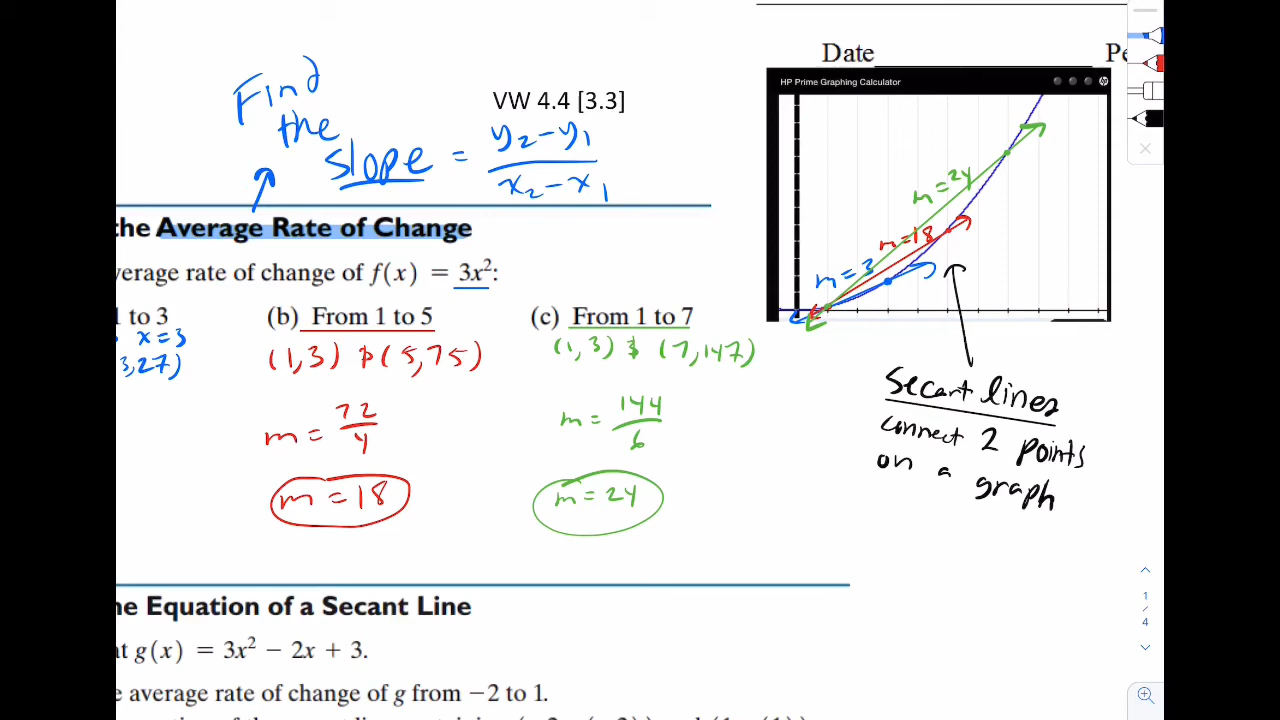 Date
Pe
HP Prime Graphing Calculator
Find
the
slope = y₂-y₁ / x₂-x₁
VW 4.4 [3.3]
m=24
m=18
m=3
the Average Rate of Change
verage rate of change of f(x) = 3x²:
1 to 3
(b) From 1 to 5
(c) From 1 to 7
x=3
3,27)
(1,3) & (5,75)
(1,3) & (7,147)
m = 72/4
m = 144/6
m = 18
m = 24
Secant lines
connect 2 points
on a graph
1
/
4
he Equation of a Secant Line
at g(x) = 3x² − 2x + 3.
e average rate of change of g from −2 to 1.